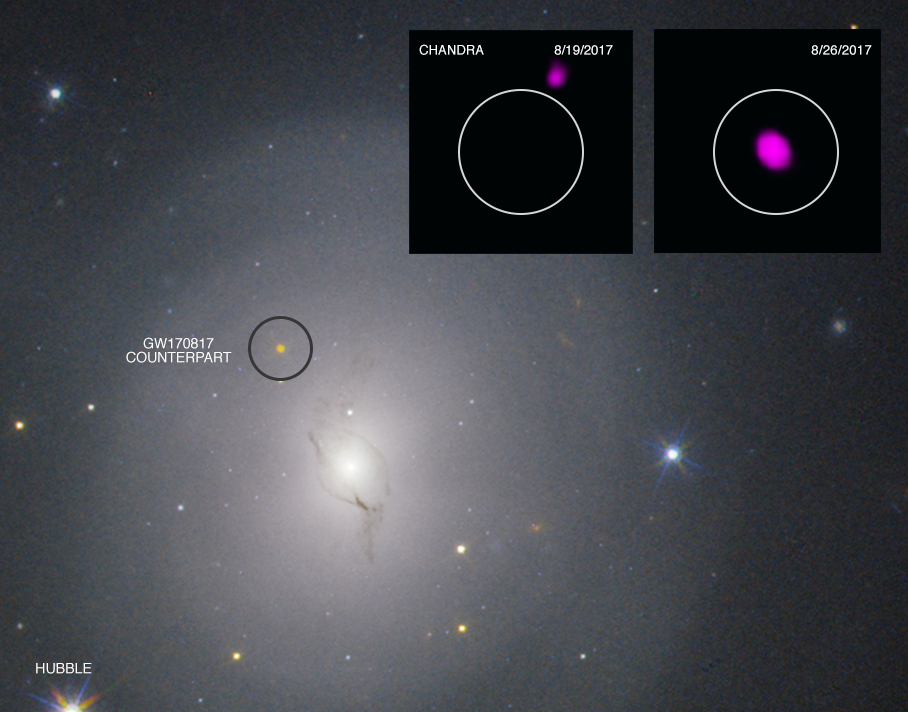 CHANDRA 8/19/2017
8/26/2017
GW170817
COUNTERPART
HUBBLE